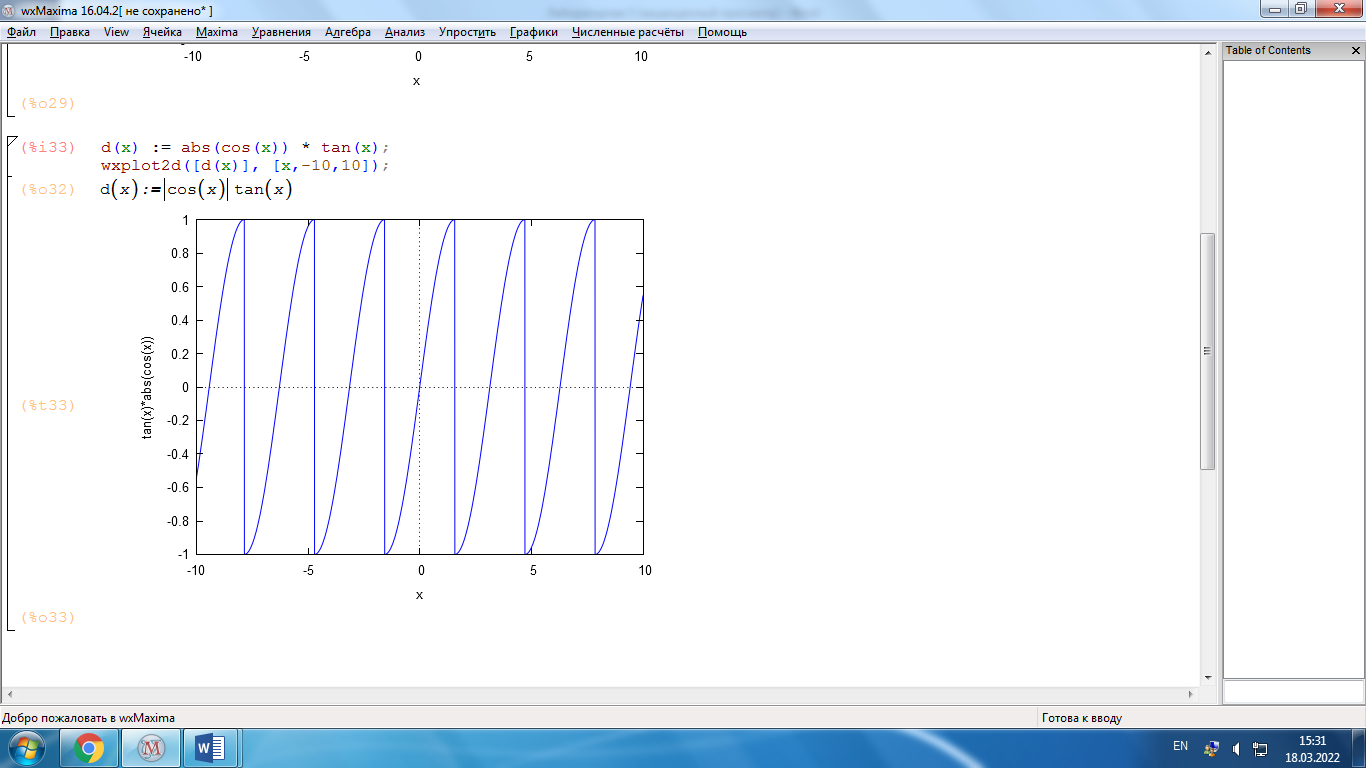 wxMaxima 16.04.2[ не сохранено* ]
Файл Правка View Ячейка Maxima Уравнения Алгебра Анализ Упростить Графики Численные расчёты Помощь
Table of Contents
-10 -5 0 5 10
x
(%o29)
(%i33) d(x) := abs(cos(x)) * tan(x);
wxplot2d([d(x)], [x,-10,10]);
(%o32) d(x):=|cos(x)| tan(x)
1
0.8
0.6
0.4
0.2
0
-0.2
-0.4
-0.6
-0.8
-1
tan(x)*abs(cos(x))
(%t33)
-10 -5 0 5 10
x
(%o33)
Добро пожаловать в wxMaxima
Готова к вводу
EN
15:31
18.03.2022